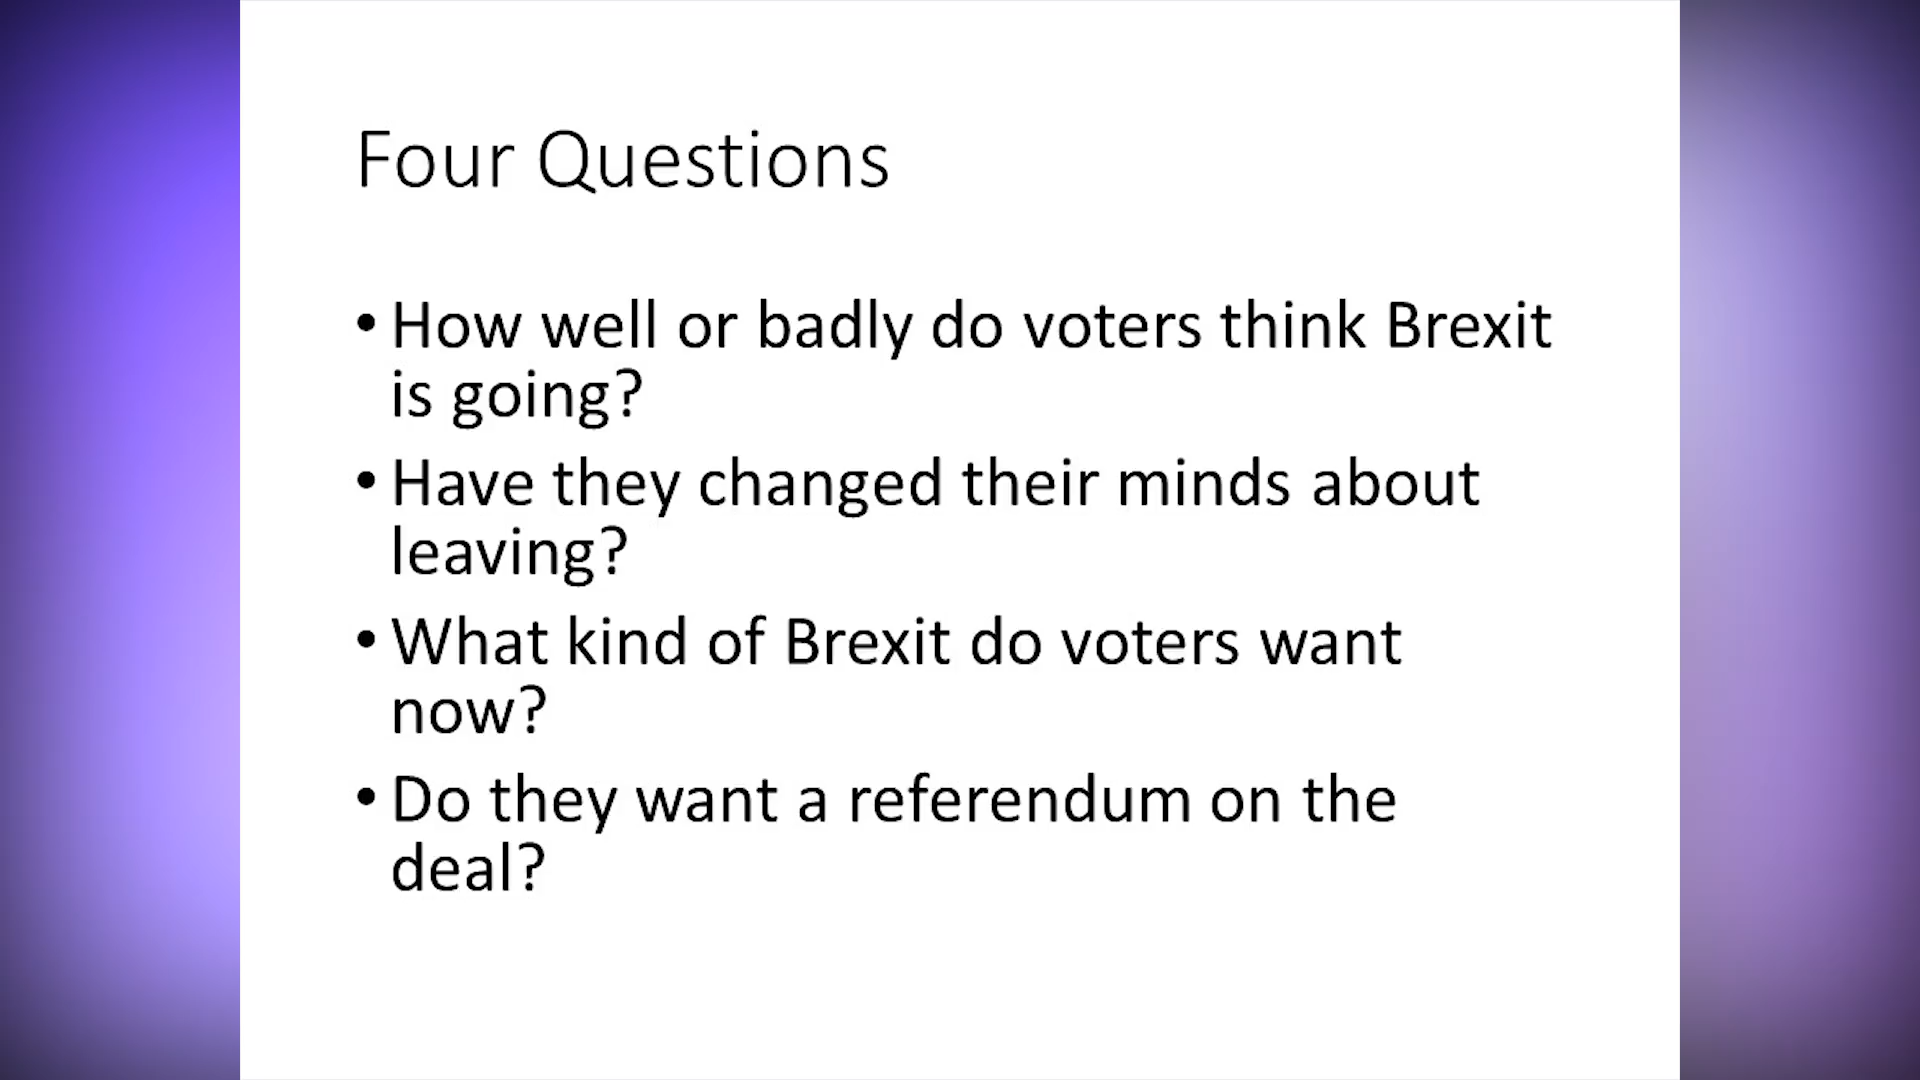 Four Questions
• How well or badly do voters think Brexit
is going?
• Have they changed their minds about
leaving?
• What kind of Brexit do voters want
now?
• Do they want a referendum on the
deal?